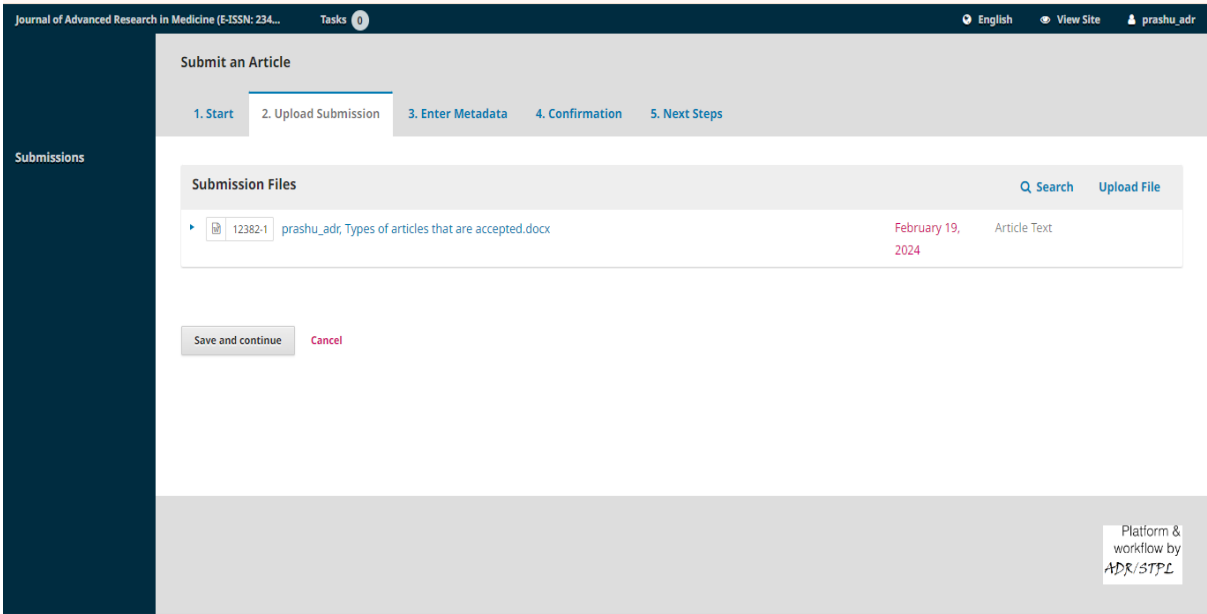 Journal of Advanced Research in Medicine (E-ISSN: 234... Tasks 0 English View Site prashu_adr
Submit an Article
1. Start 2. Upload Submission 3. Enter Metadata 4. Confirmation 5. Next Steps
Submissions
Submission Files Search Upload File
12382-1 prashu_adr, Types of articles that are accepted.docx February 19, Article Text
2024
Save and continue Cancel
Platform &
workflow by
ADR/STPL